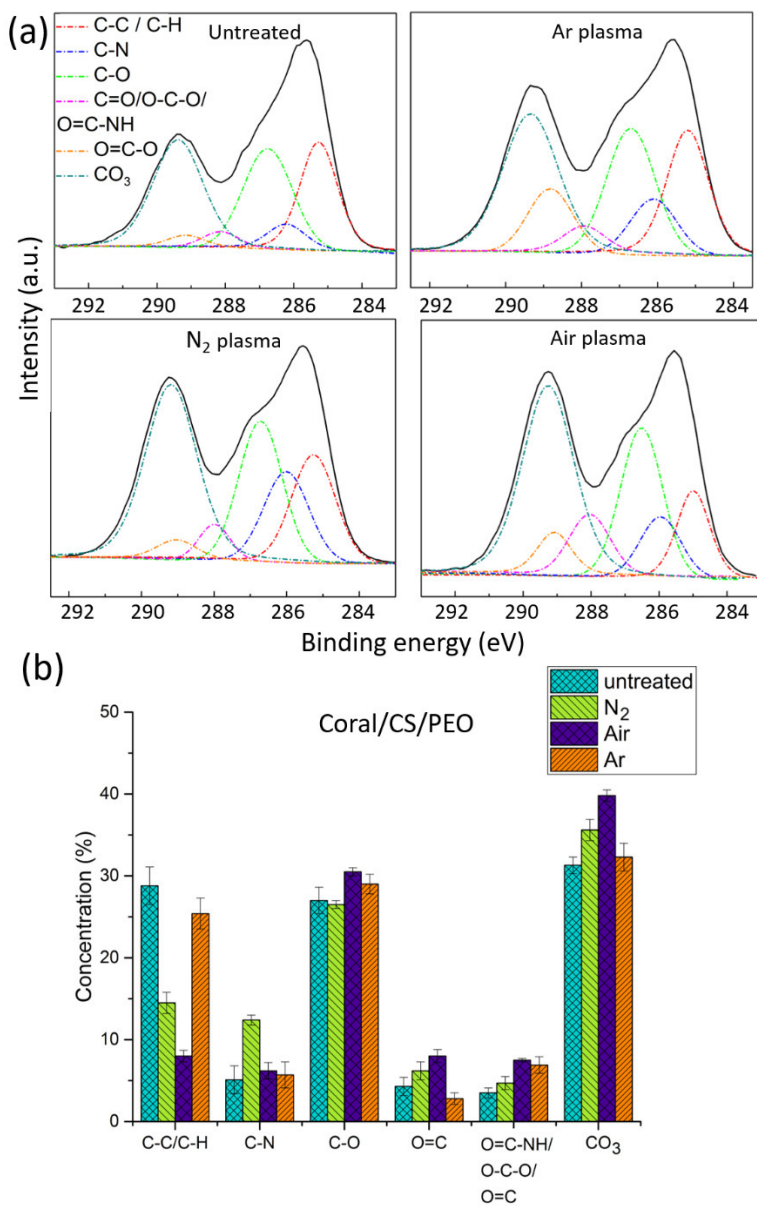 (a)
C-C / C-H
C-N
C-O
C=O/O-C-O/
O=C-NH
O=C-O
CO₃
Untreated
Ar plasma
292 290 288 286 284
292 290 288 286 284
N₂ plasma
Air plasma
292 290 288 286 284
292 290 288 286 284
Intensity (a.u.)
Binding energy (eV)
(b)
Coral/CS/PEO
untreated
N₂
Air
Ar
50
40
30
20
10
0
Concentration (%)
C-C/C-H
C-N
C-O
O=C
O=C-NH/
O-C-O/
O=C
CO₃